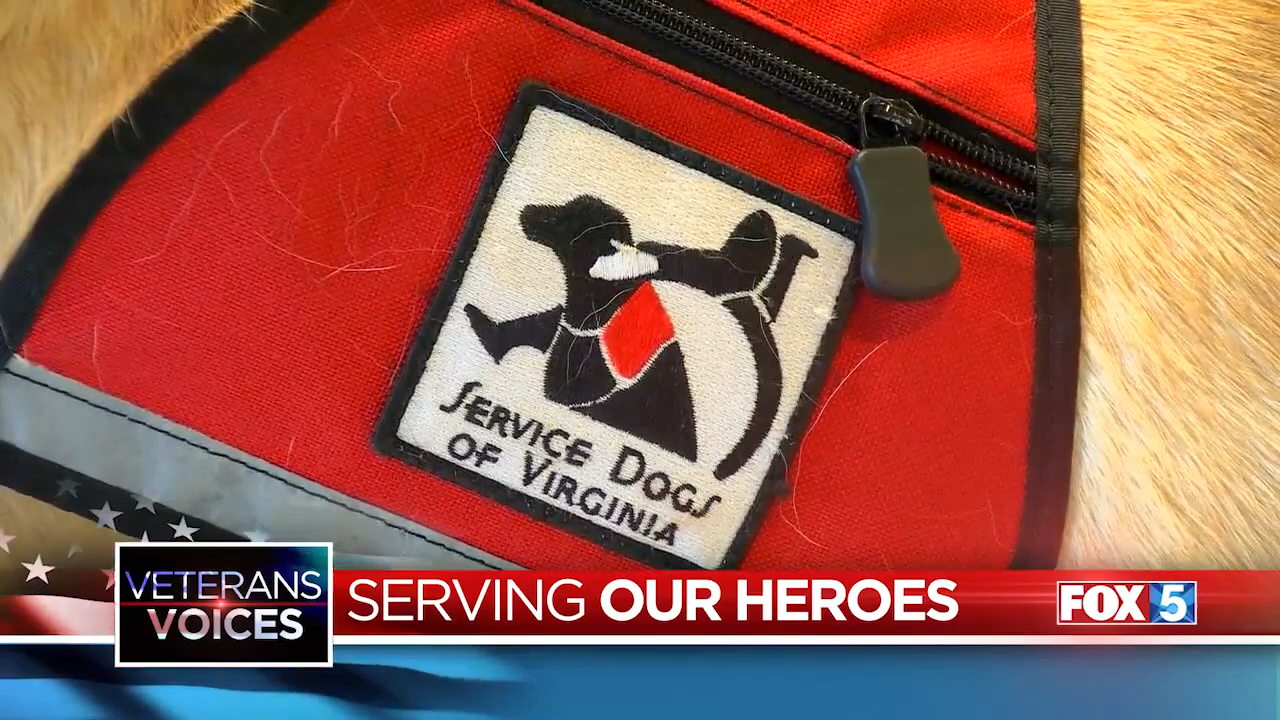 SERVICE DOGS
OF VIRGINIA
VETERANS
VOICES
SERVING OUR HEROES
FOX 5